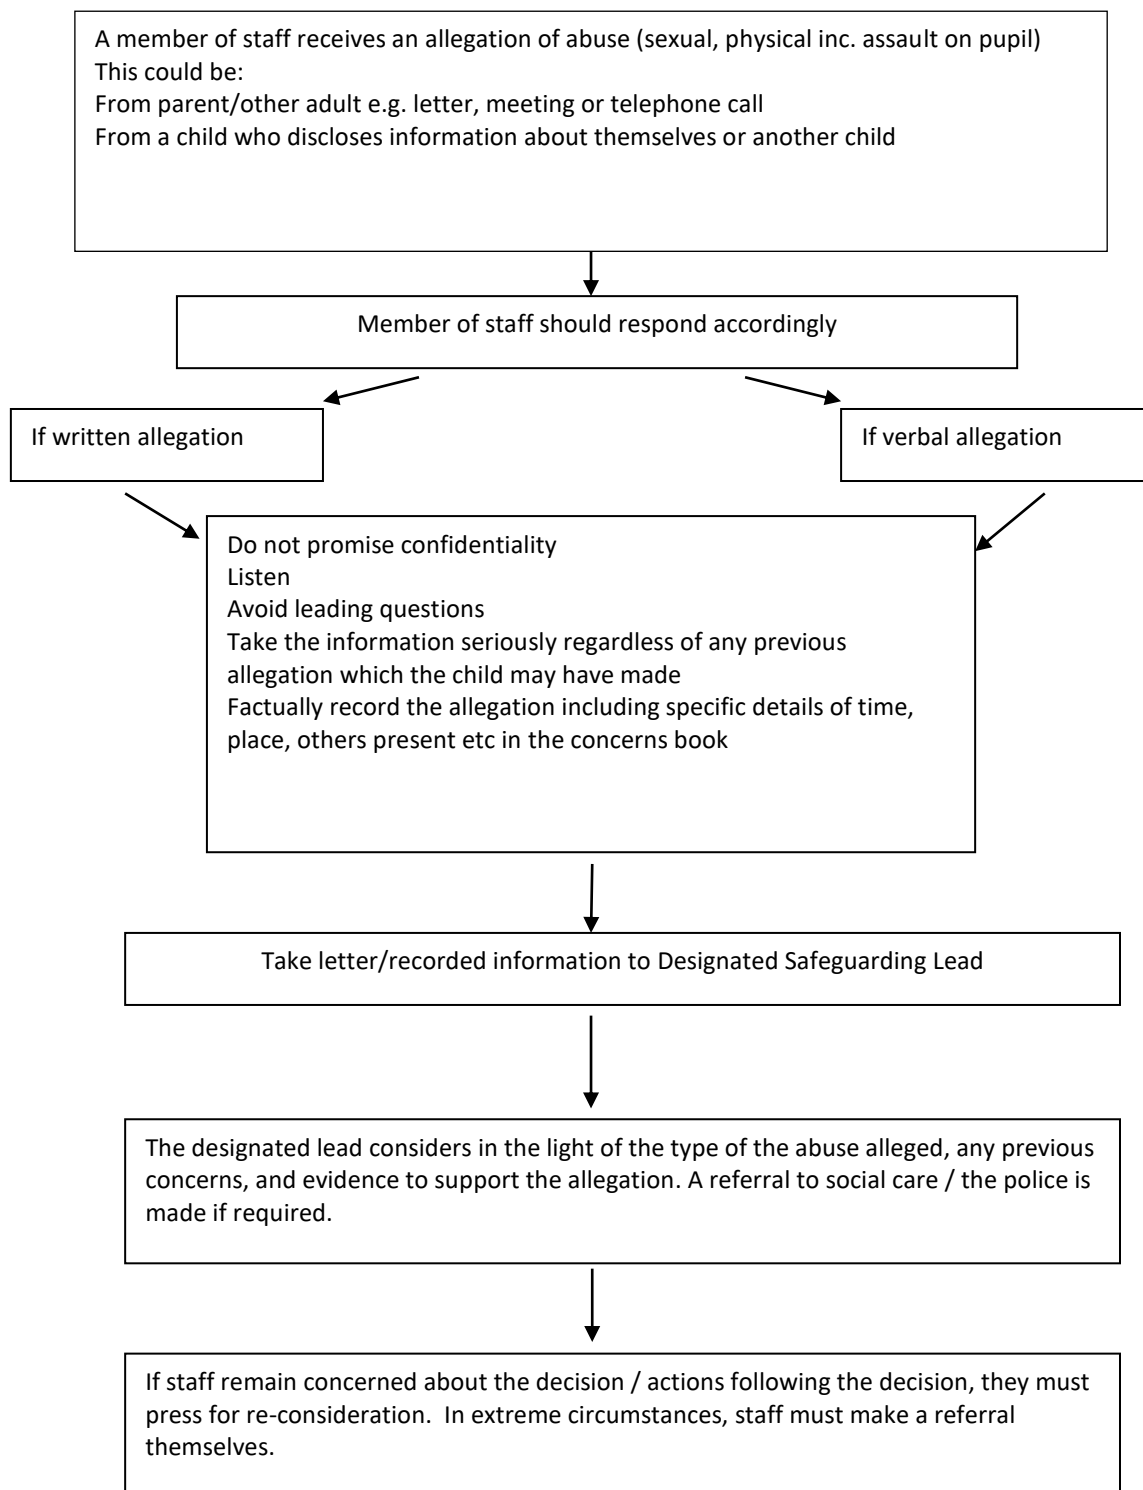 A member of staff receives an allegation of abuse (sexual, physical inc. assault on pupil)
This could be:
From parent/other adult e.g. letter, meeting or telephone call
From a child who discloses information about themselves or another child
Member of staff should respond accordingly
If written allegation
If verbal allegation
Do not promise confidentiality
Listen
Avoid leading questions
Take the information seriously regardless of any previous
allegation which the child may have made
Factually record the allegation including specific details of time,
place, others present etc in the concerns book
Take letter/recorded information to Designated Safeguarding Lead
The designated lead considers in the light of the type of the abuse alleged, any previous
concerns, and evidence to support the allegation. A referral to social care / the police is
made if required.
If staff remain concerned about the decision / actions following the decision, they must
press for re-consideration.  In extreme circumstances, staff must make a referral
themselves.